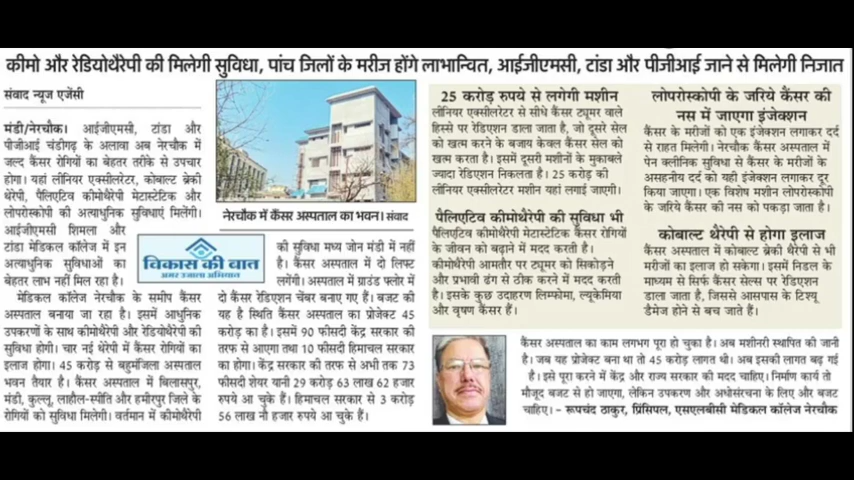 कीमो और रेडियोथैरेपी की मिलेगी सुविधा, पांच जिलों के मरीज होंगे लाभान्वित, आईजीएमसी, टांडा और पीजीआई जाने से मिलेगी निजात
संवाद न्यूज एजेंसी
मंडी/नेरचौक। आईजीएमसी, टांडा और
पीजीआई चंडीगढ़ के अलावा अब नेरचौक में
जल्द कैंसर रोगियों का बेहतर तरीके से उपचार
होगा। यहां लीनियर एक्सीलरेटर, कोबाल्ट ब्रेकी
थेरेपी, पैलिएटिव कीमोथैरेपी मेटास्टेटिक और
लोपरोस्कोपी की अत्याधुनिक सुविधाएं मिलेंगी।
आईजीएमसी शिमला और
टांडा मेडिकल कॉलेज में इन
अत्याधुनिक सुविधाओं का
बेहतर लाभ नहीं मिल रहा है।
मेडिकल कॉलेज नेरचौक के समीप कैंसर
अस्पताल बनाया जा रहा है। इसमें आधुनिक
उपकरणों के साथ कीमोथैरेपी और रेडियोथैरेपी की
सुविधा होगी। चार नई थेरेपी में कैंसर रोगियों का
इलाज होगा। 45 करोड़ से बहुमंजिला अस्पताल
भवन तैयार है। कैंसर अस्पताल में बिलासपुर,
मंडी, कुल्लू, लाहौल-स्पीति और हमीरपुर जिले के
रोगियों को सुविधा मिलेगी। वर्तमान में कीमोथैरेपी
नेरचौक में कैंसर अस्पताल का भवन। संवाद
विकास की बात
अमर उजाला अभियान
की सुविधा मध्य जोन मंडी में नहीं
है। कैंसर अस्पताल में दो लिफ्ट
लगेंगी। अस्पताल में ग्राउंड फ्लोर में
दो कैंसर रेडिएशन चेंबर बनाए गए हैं। बजट की
यह है स्थिति कैंसर अस्पताल का प्रोजेक्ट 45
करोड़ का है। इसमें 90 फीसदी केंद्र सरकार की
तरफ से आएगा तथा 10 फीसदी हिमाचल सरकार
का होगा। केंद्र सरकार की तरफ से अभी तक 73
फीसदी शेयर यानी 29 करोड़ 63 लाख 62 हजार
रुपये आ चुके हैं। हिमाचल सरकार से 3 करोड़
56 लाख नौ हजार रुपये आ चुके हैं।
25 करोड़ रुपये से लगेगी मशीन
लीनियर एक्सीलरेटर से सीधे कैंसर ट्यूमर वाले
हिस्से पर रेडिएशन डाला जाता है, जो दूसरे सेल
को खत्म करने के बजाय केवल कैंसर सेल को
खत्म करता है। इसमें दूसरी मशीनों के मुकाबले
ज्यादा रेडिएशन निकलता है। 25 करोड़ की
लीनियर एक्सीलरेटर मशीन यहां लगाई जाएगी।
पैलिएटिव कीमोथैरेपी की सुविधा भी
पैलिएटिव कीमोथैरेपी मेटास्टेटिक कैंसर रोगियों
के जीवन को बढ़ाने में मदद करती है।
कीमोथैरेपी आमतौर पर ट्यूमर को सिकोड़ने
और प्रभावी ढंग से ठीक करने में मदद करती
है। इसके कुछ उदाहरण लिम्फोमा, ल्यूकेमिया
और वृषण कैंसर हैं।
लोपरोस्कोपी के जरिये कैंसर की
नस में जाएगा इंजेक्शन
कैंसर के मरीजों को एक इंजेक्शन लगाकर दर्द
से राहत मिलेगी। नेरचौक कैंसर अस्पताल में
पेन क्लीनिक सुविधा से कैंसर के मरीजों के
असहनीय दर्द को यही इंजेक्शन लगाकर दूर
किया जाएगा। एक विशेष मशीन लोपरोस्कोपी
के जरिये कैंसर की नस को पकड़ा जाता है।
कोबाल्ट थैरेपी से होगा इलाज
कैंसर अस्पताल में कोबाल्ट ब्रेकी थैरेपी से भी
मरीजों का इलाज हो सकेगा। इसमें निडल के
माध्यम से सिर्फ कैंसर सेल्स पर रेडिएशन
डाला जाता है, जिससे आसपास के टिश्यू
डैमेज होने से बच जाते हैं।
कैंसर अस्पताल का काम लगभग पूरा हो चुका है। अब मशीनरी स्थापित की जानी
है। जब यह प्रोजेक्ट बना था तो 45 करोड़ लागत थी। अब इसकी लागत बढ़ गई
है। इसे पूरा करने में केंद्र और राज्य सरकार की मदद चाहिए। निर्माण कार्य तो
मौजूद बजट से हो जाएगा, लेकिन उपकरण और अधोसंरचना के लिए और बजट
चाहिए। – रूपचंद ठाकुर, प्रिंसिपल, एसएलबीसी मेडिकल कॉलेज नेरचौक